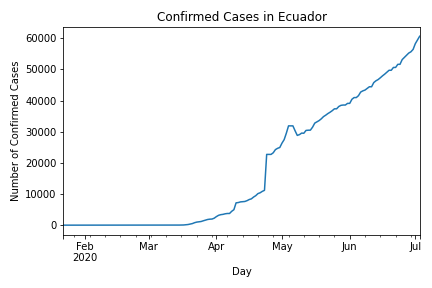 Confirmed Cases in Ecuador
Number of Confirmed Cases
60000
50000
40000
30000
20000
10000
0
Feb
2020
Mar
Apr
May
Jun
Jul
Day